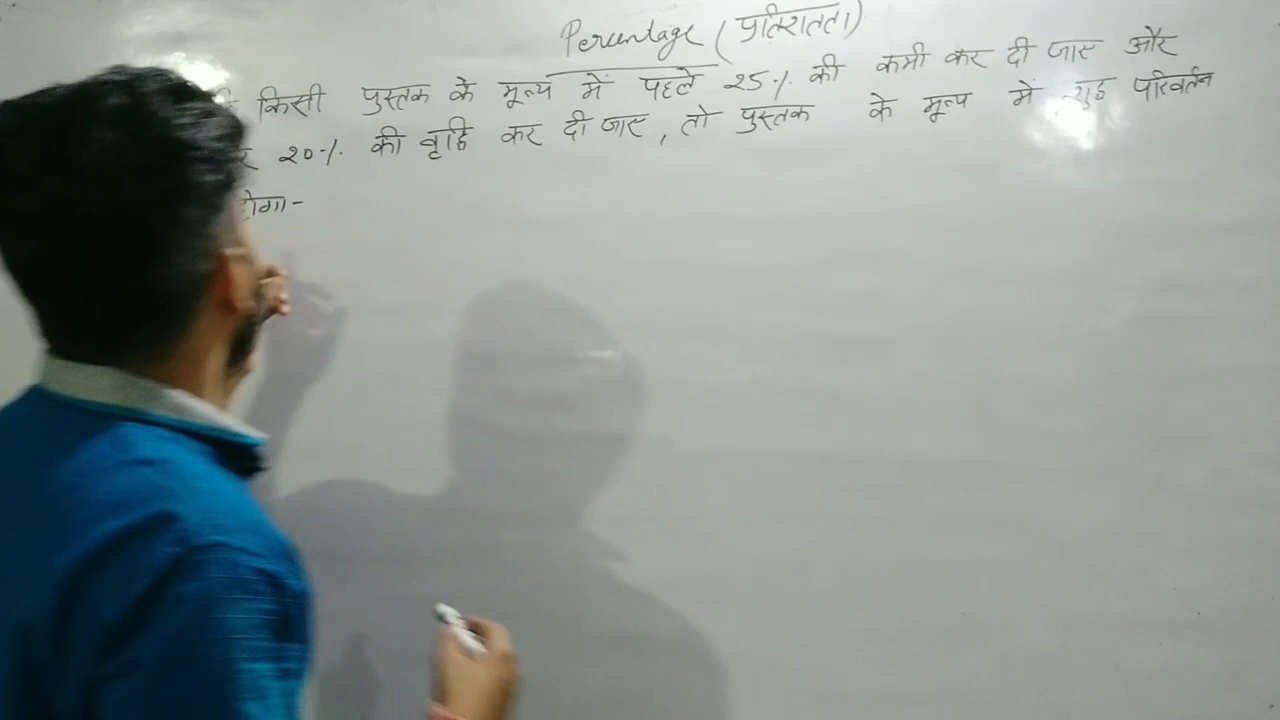 Percentage (प्रतिशतता)
किसी पुस्तक के मूल्य में पहले 25% की कमी कर दी जाए और
20% की वृद्धि कर दी जाए, तो पुस्तक के मूल्य में शुद्ध परिवर्तन
होगा-